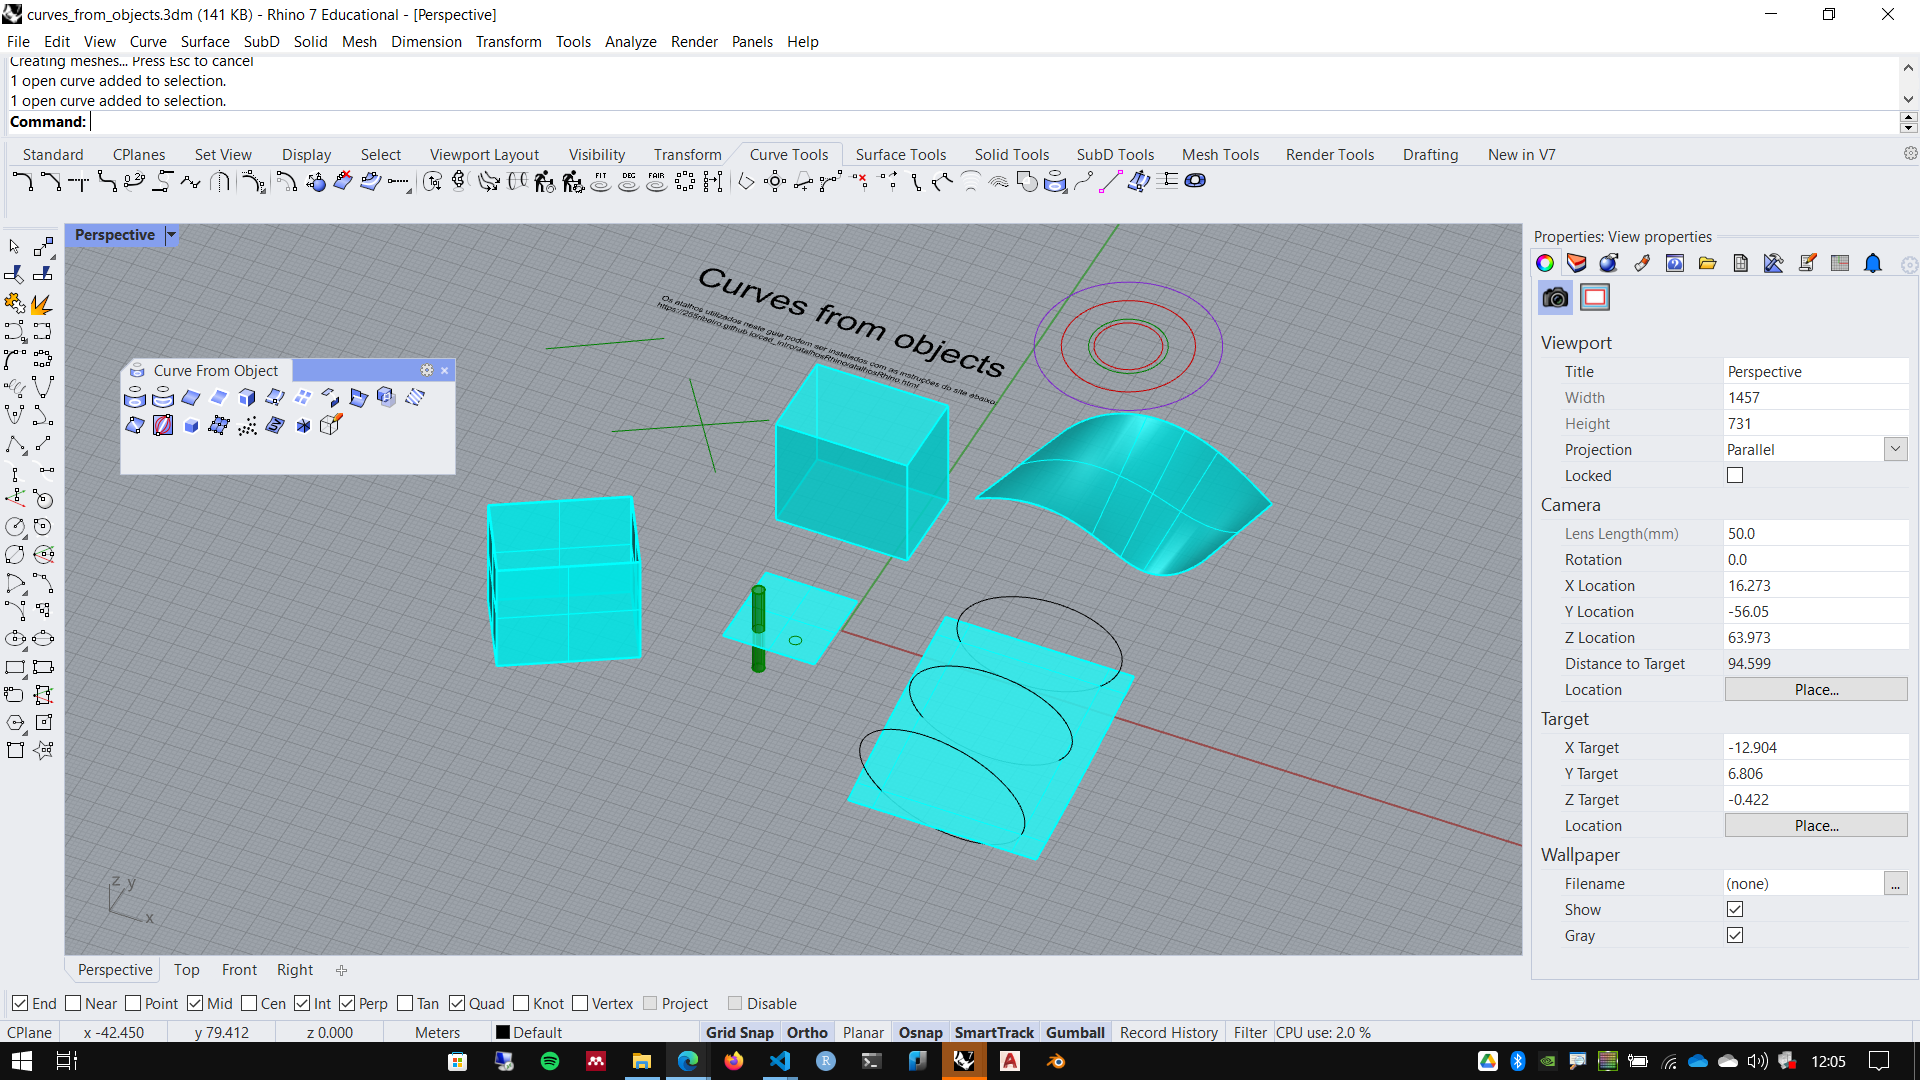 curves_from_objects.3dm (141 KB) - Rhino 7 Educational - [Perspective]
File Edit View Curve Surface SubD Solid Mesh Dimension Transform Tools Analyze Render Panels Help
Creating meshes... Press Esc to cancel
1 open curve added to selection.
1 open curve added to selection.
Command:
Standard CPlanes Set View Display Select Viewport Layout Visibility Transform Curve Tools Surface Tools Solid Tools SubD Tools Mesh Tools Render Tools Drafting New in V7
FIT DEG FAIR
Perspective
Curves from objects
Os atalhos utilizados neste guia podem ser instalados com as instruções do site abaixo:
Curve From Object
z y
x
Properties: View properties
Viewport
Title Perspective
Width 1457
Height 731
Projection Parallel
Locked
Camera
Lens Length(mm) 50.0
Rotation 0.0
X Location 16.273
Y Location -56.05
Z Location 63.973
Distance to Target 94.599
Location Place...
Target
X Target -12.904
Y Target 6.806
Z Target -0.422
Location Place...
Wallpaper
Filename (none) ...
Show
Gray
Perspective Top Front Right
End Near Point Mid Cen Int Perp Tan Quad Knot Vertex Project Disable
CPlane x -42.450 y 79.412 z 0.000 Meters Default Grid Snap Ortho Planar Osnap SmartTrack Gumball Record History Filter CPU use: 2.0 %
12:05